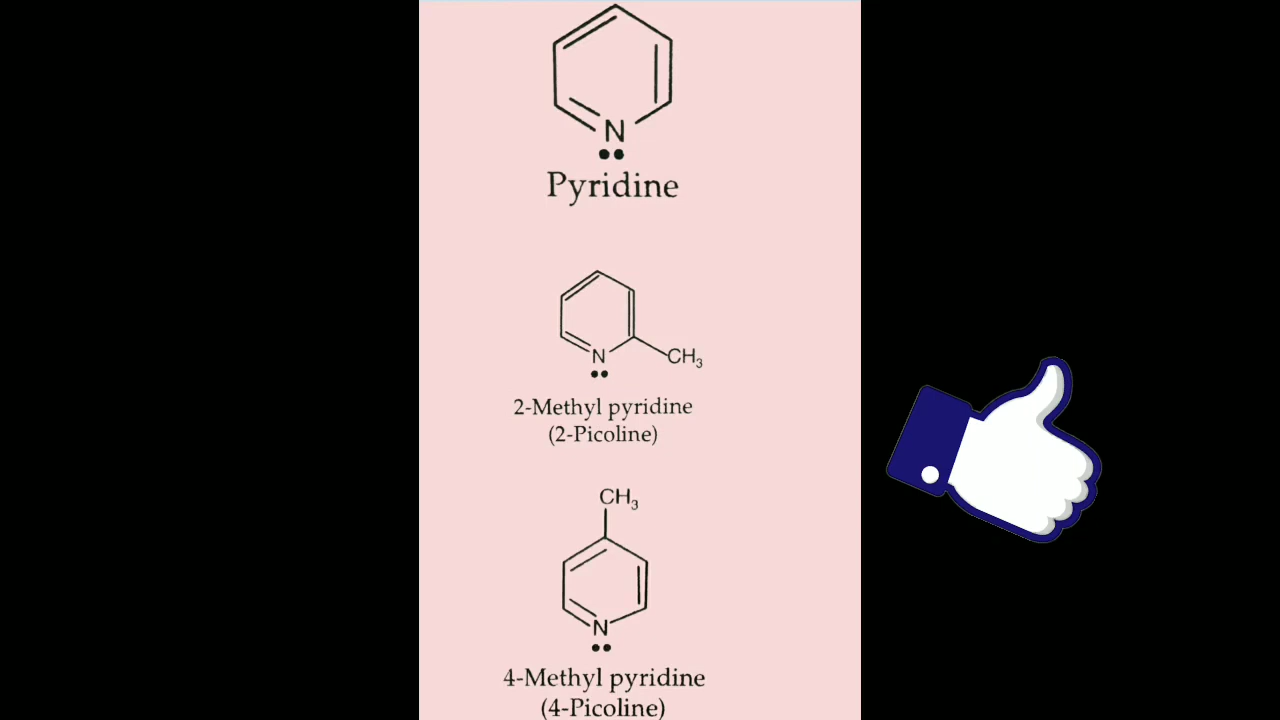 N
Pyridine
N
CH3
2-Methyl pyridine
(2-Picoline)
CH3
N
4-Methyl pyridine
(4-Picoline)